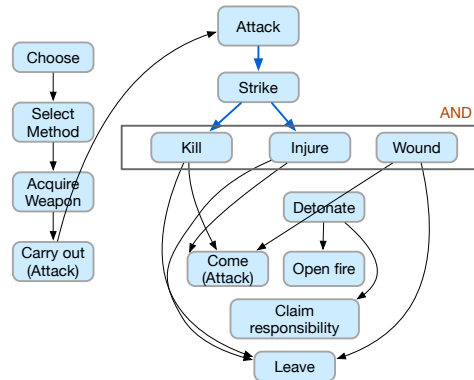 Attack
Choose
Strike
Select
Method
AND
Kill
Injure
Wound
Acquire
Weapon
Detonate
Carry out
(Attack)
Come
(Attack)
Open fire
Claim
responsibility
Leave